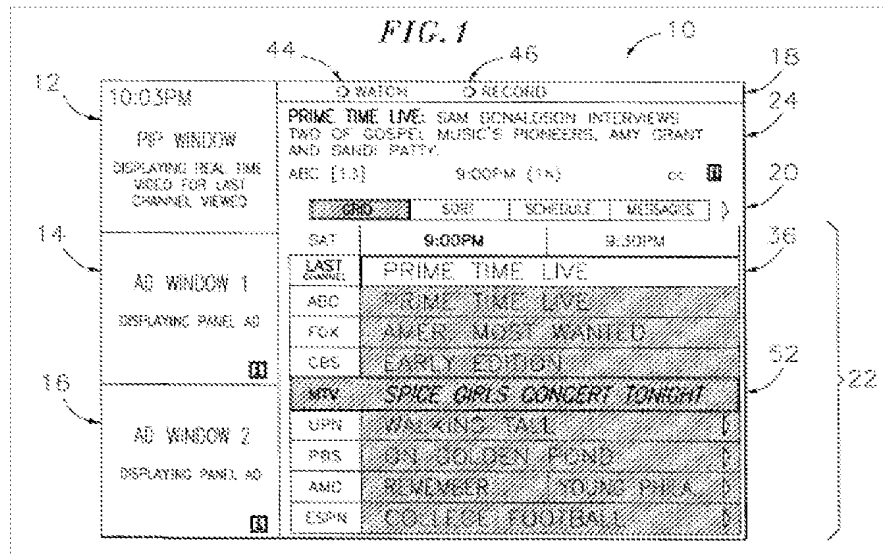 FIG. 1
44
46
10
12
18
24
20
14
36
16
52
22
10:03PM
PIP WINDOW
DISPLAYING REAL TIME
VIDEO FOR LAST
CHANNEL VIEWED
AD WINDOW 1
DISPLAYING PANEL AD
i
AD WINDOW 2
DISPLAYING PANEL AD
i
WATCH RECORD
PRIME TIME LIVE: SAM DONALDSON INTERVIEWS
TWO OF GOSPEL MUSIC'S PIONEERS, AMY GRANT
AND SANDI PATTY.
ABC [13] 9:00PM (1h) cc i
GRID SORT SCHEDULE MESSAGES
SAT 9:00PM 9:30PM
LAST CHANNEL PRIME TIME LIVE
ABC PRIME TIME LIVE
FOX AMER. MOST WANTED
CBS EARLY EDITION
MTV SPICE GIRLS CONCERT TONIGHT
UPN WALKING TALL
PBS ON GOLDEN POND
AMC REMEMBER YOUNG PHILA.
ESPN COLLEGE FOOTBALL